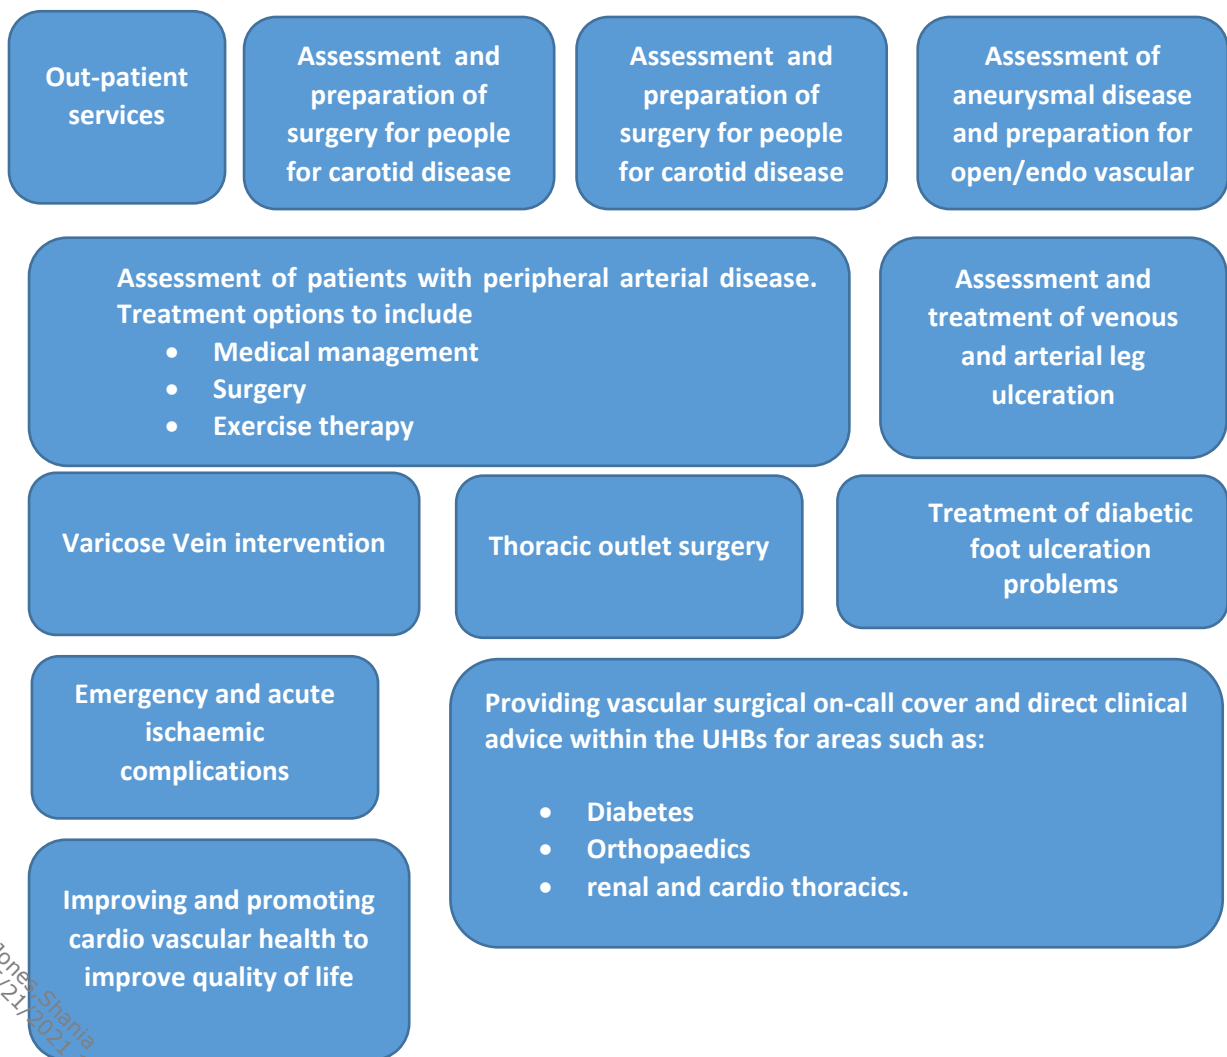 Out-patient
services
Assessment and
preparation of
surgery for people
for carotid disease
Assessment and
preparation of
surgery for people
for carotid disease
Assessment of
aneurysmal disease
and preparation for
open/endo vascular
Assessment of patients with peripheral arterial disease.
Treatment options to include
• Medical management
• Surgery
• Exercise therapy
Assessment and
treatment of venous
and arterial leg
ulceration
Varicose Vein intervention
Thoracic outlet surgery
Treatment of diabetic
foot ulceration
problems
Emergency and acute
ischaemic
complications
Providing vascular surgical on-call cover and direct clinical
advice within the UHBs for areas such as:
• Diabetes
• Orthopaedics
• renal and cardio thoracics.
Improving and promoting
cardio vascular health to
improve quality of life
Jones,Shania
/21/2021